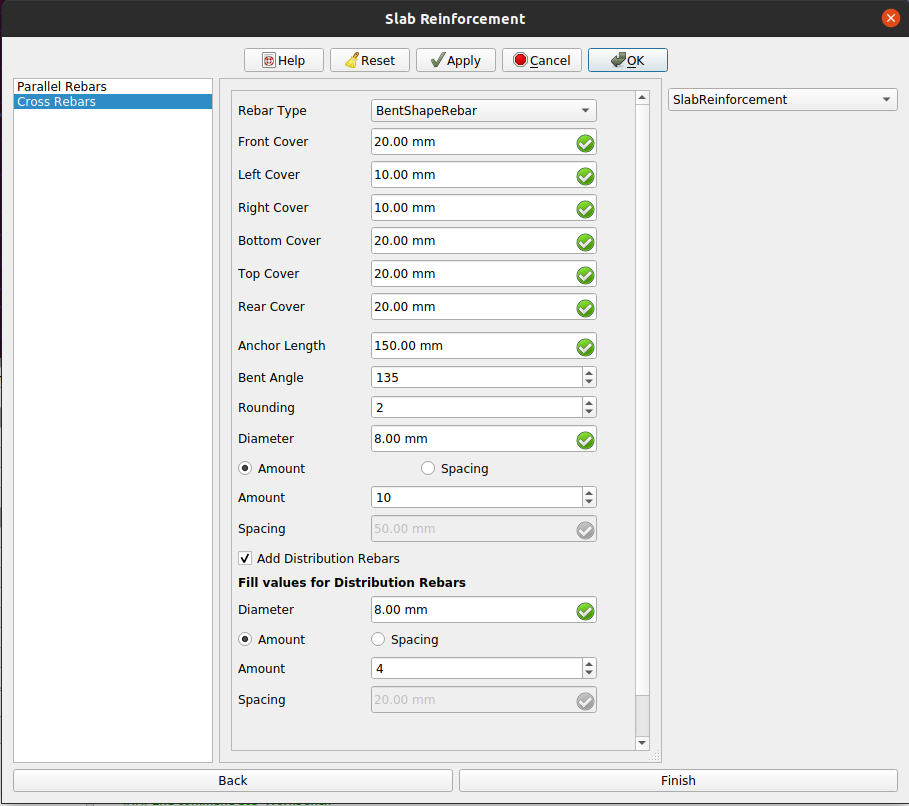 Slab Reinforcement
Help Reset Apply Cancel OK
Parallel Rebars
Cross Rebars
SlabReinforcement
Rebar Type BentShapeRebar
Front Cover 20.00 mm
Left Cover 10.00 mm
Right Cover 10.00 mm
Bottom Cover 20.00 mm
Top Cover 20.00 mm
Rear Cover 20.00 mm
Anchor Length 150.00 mm
Bent Angle 135
Rounding 2
Diameter 8.00 mm
Amount Spacing
Amount 10
Spacing 50.00 mm
Add Distribution Rebars
Fill values for Distribution Rebars
Diameter 8.00 mm
Amount Spacing
Amount 4
Spacing 20.00 mm
Back Finish